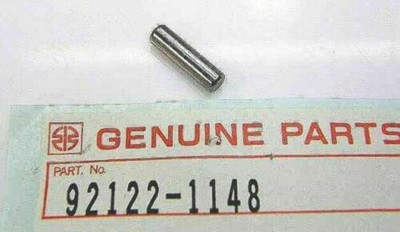 GENUINE PARTS
PART. No.
92122-1148